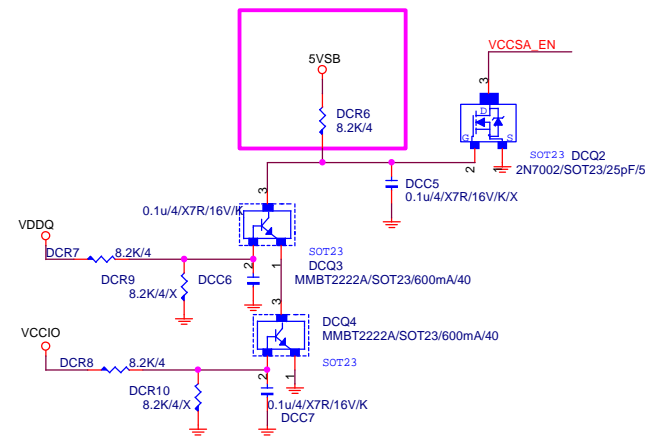 VCCSA_EN
5VSB
3
DCR6
8.2K/4
D
G
S
2
1
SOT23 DCQ2
2N7002/SOT23/25pF/5
DCC5
0.1u/4/X7R/16V/K/X
3
0.1u/4/X7R/16V/K
VDDQ
SOT23
DCQ3
MMBT2222A/SOT23/600mA/40
DCR7
8.2K/4
2
1
DCR9
8.2K/4/X
DCC6
3
DCQ4
MMBT2222A/SOT23/600mA/40
SOT23
VCCIO
DCR8
8.2K/4
2
1
DCR10
8.2K/4/X
0.1u/4/X7R/16V/K
DCC7